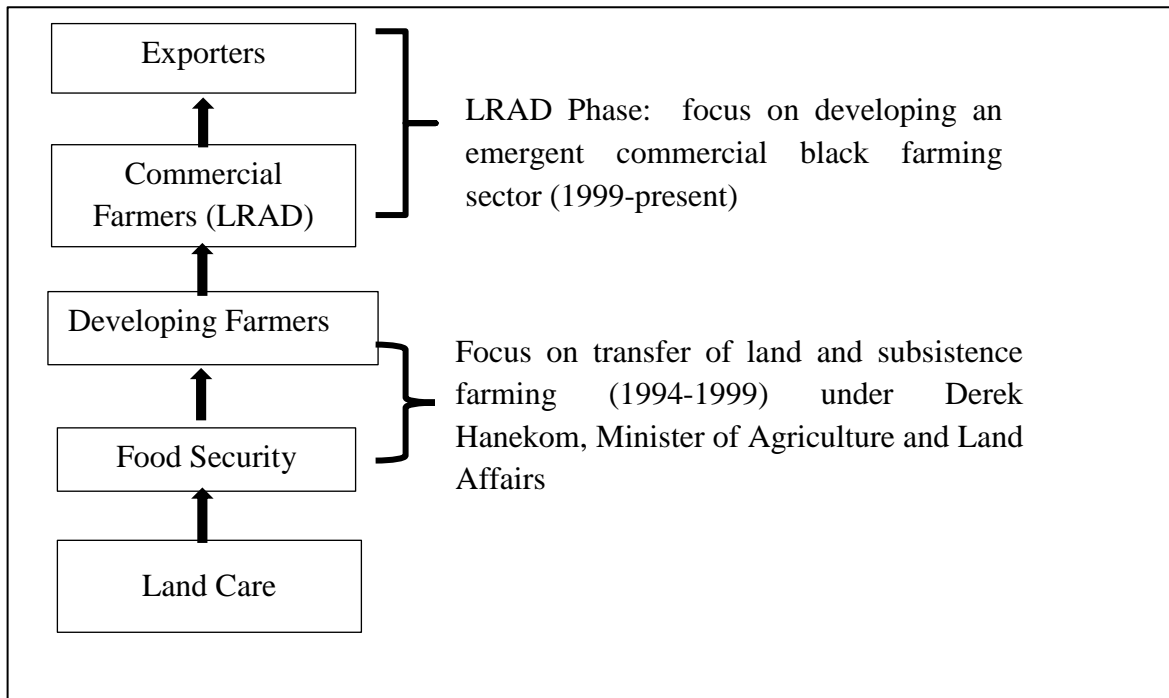 Exporters
LRAD Phase: focus on developing an
emergent commercial black farming
sector (1999-present)
Commercial
Farmers (LRAD)
Developing Farmers
Focus on transfer of land and subsistence
farming (1994-1999) under Derek
Hanekom, Minister of Agriculture and Land
Affairs
Food Security
Land Care